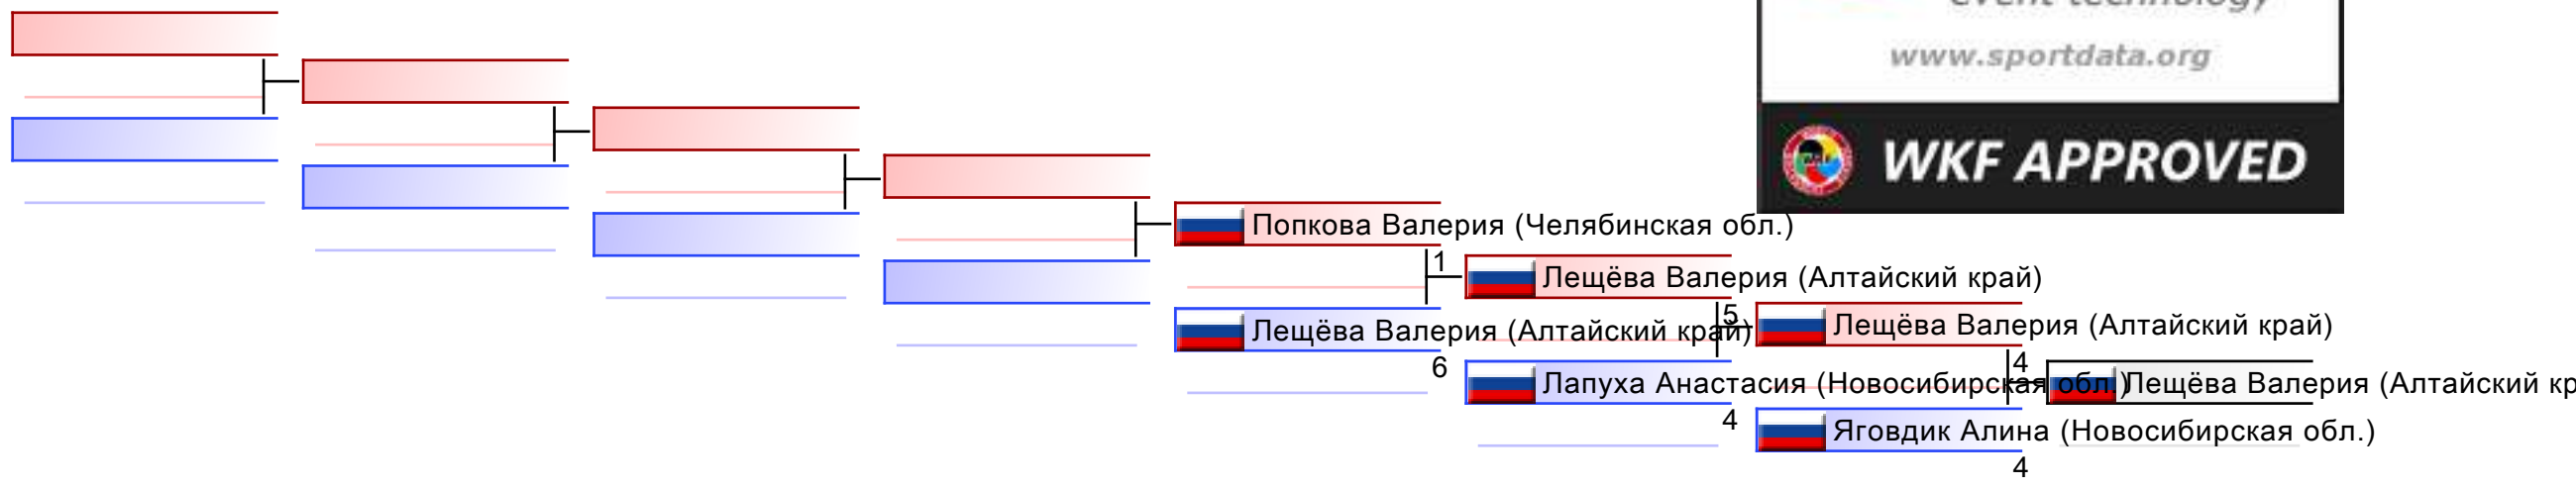 event technology
www.sportdata.org
WKF APPROVED
Попкова Валерия (Челябинская обл.)
1
Лещёва Валерия (Алтайский край)
5
Лещёва Валерия (Алтайский край)
Лещёва Валерия (Алтайский край)
6
4
Лапуха Анастасия (Новосибирская обл.)
Лещёва Валерия (Алтайский кр
4
Яговдик Алина (Новосибирская обл.)
4